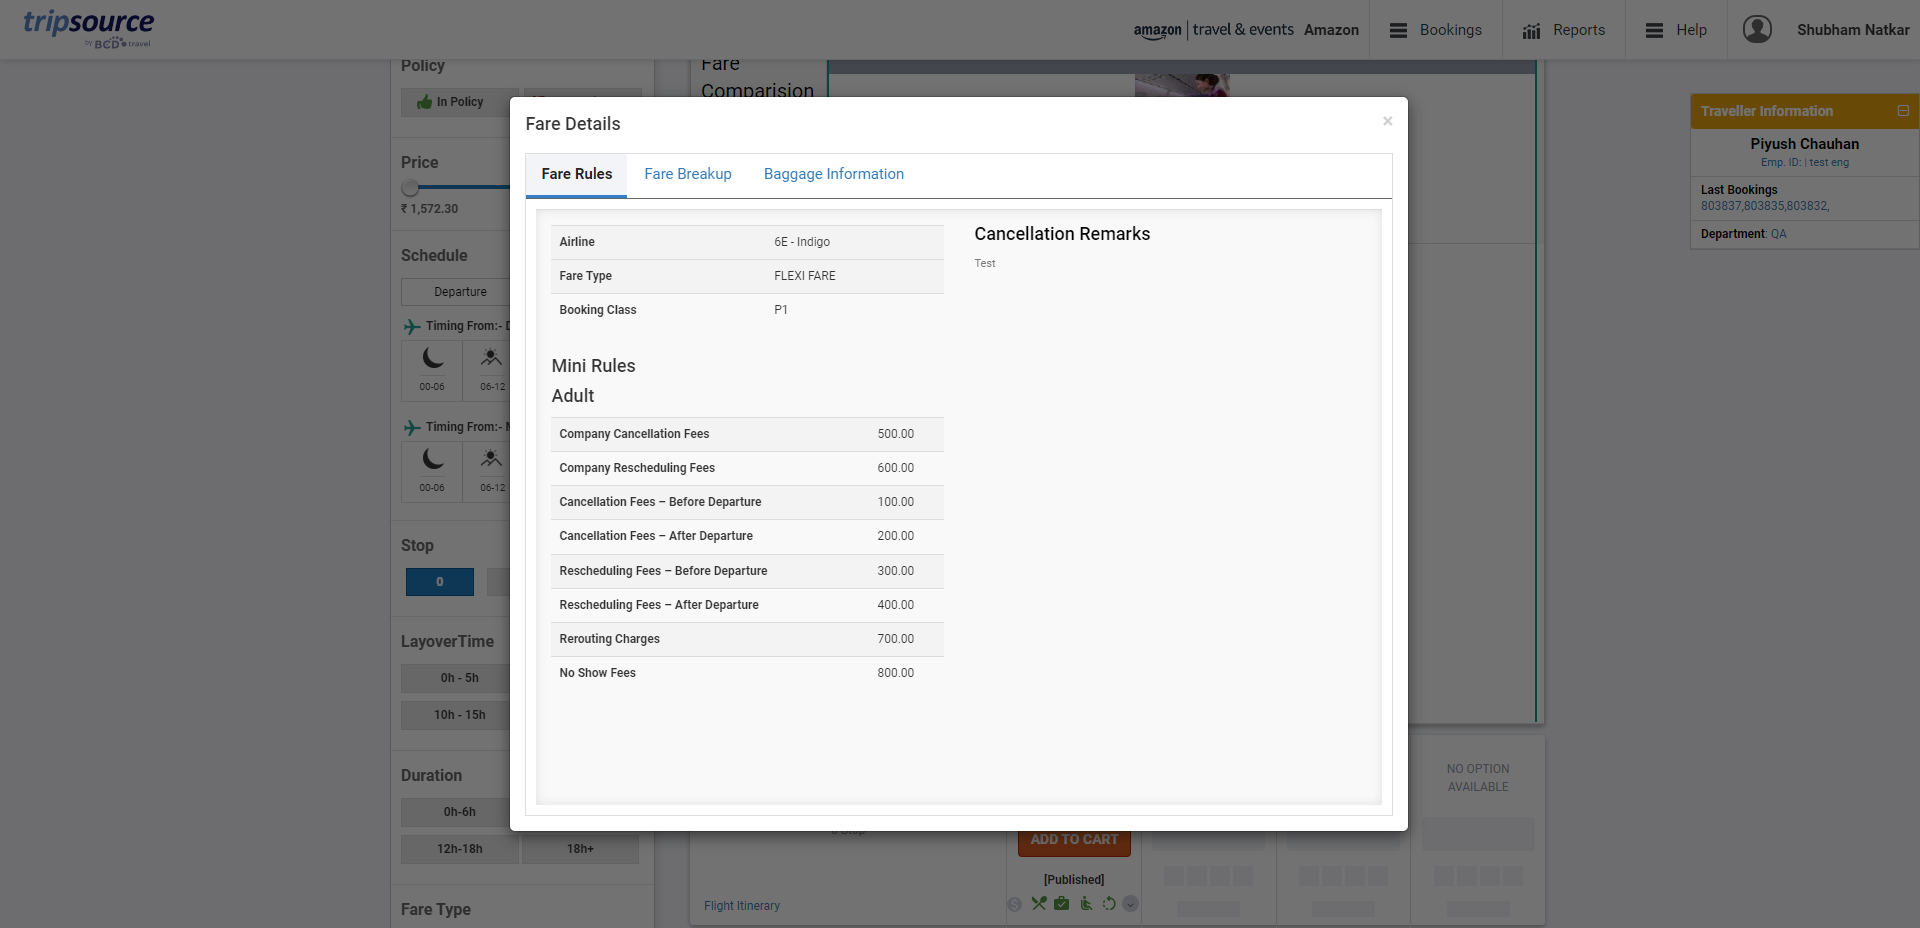 tripsource
by BCD travel
amazon | travel & events Amazon
Bookings
Reports
Help
Shubham Natkar
Policy
In Policy
Price
₹ 1,572.30
Schedule
Departure
Timing From:-
00-06
06-12
Timing From:-
00-06
06-12
Stop
0
LayoverTime
0h - 5h
10h - 15h
Duration
0h-6h
12h-18h
18h+
Fare Type
Fare
Comparision
Fare Details
×
Fare Rules
Fare Breakup
Baggage Information
Airline 6E - Indigo
Fare Type FLEXI FARE
Booking Class P1
Mini Rules
Adult
Company Cancellation Fees 500.00
Company Rescheduling Fees 600.00
Cancellation Fees – Before Departure 100.00
Cancellation Fees – After Departure 200.00
Rescheduling Fees – Before Departure 300.00
Rescheduling Fees – After Departure 400.00
Rerouting Charges 700.00
No Show Fees 800.00
Cancellation Remarks
Test
ADD TO CART
[Published]
Flight Itinerary
NO OPTION
AVAILABLE
Traveller Information
Piyush Chauhan
Emp. ID: | test eng
Last Bookings
803837,803835,803832,
Department: QA